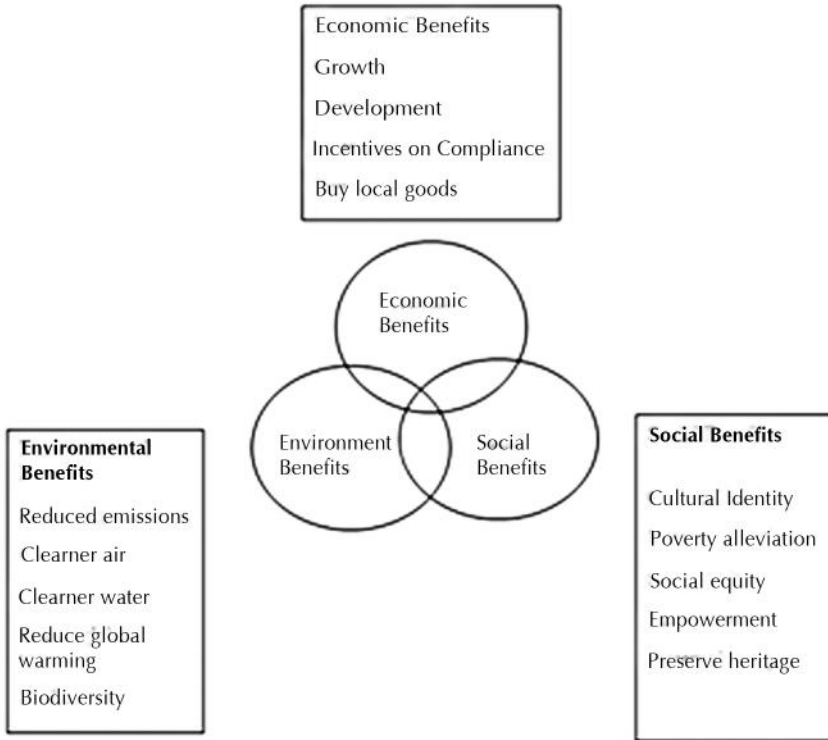 Economic Benefits
Growth
Development
Incentives on Compliance
Buy local goods
Economic
Benefits
Environment
Benefits
Social
Benefits
Environmental
Benefits
Reduced emissions
Clearner air
Clearner water
Reduce global
warming
Biodiversity
Social Benefits
Cultural Identity
Poverty alleviation
Social equity
Empowerment
Preserve heritage